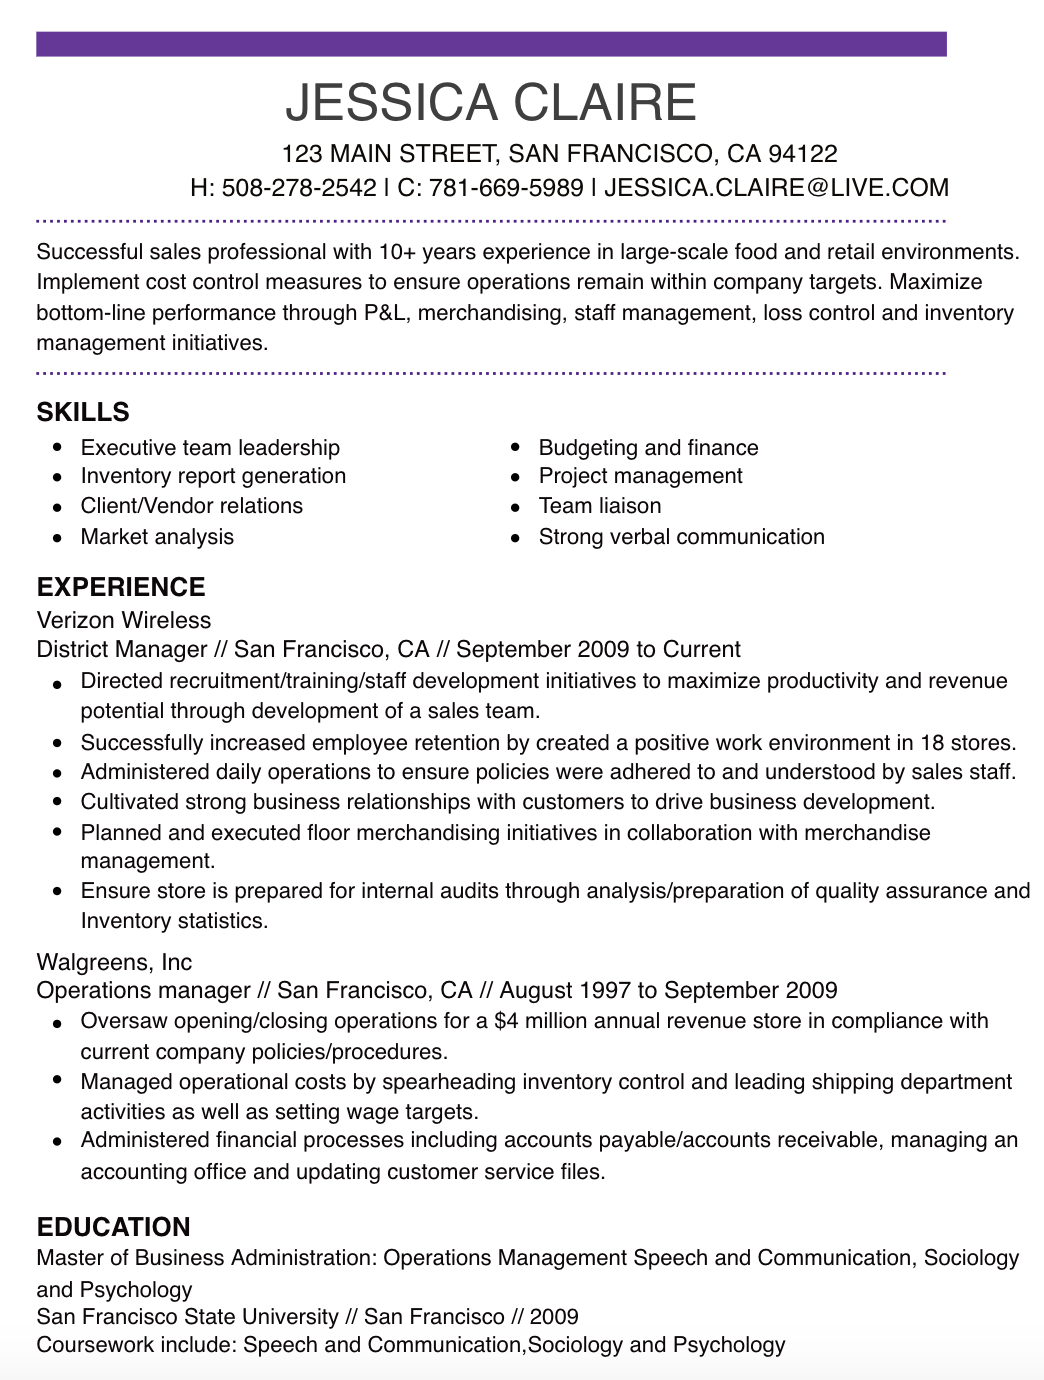 JESSICA CLAIRE
123 MAIN STREET, SAN FRANCISCO, CA 94122
H: 508-278-2542 | C: 781-669-5989 | JESSICA.CLAIRE@LIVE.COM
Successful sales professional with 10+ years experience in large-scale food and retail environments.
Implement cost control measures to ensure operations remain within company targets. Maximize
bottom-line performance through P&L, merchandising, staff management, loss control and inventory
management initiatives.
SKILLS
• Executive team leadership
• Inventory report generation
• Client/Vendor relations
• Market analysis
• Budgeting and finance
• Project management
• Team liaison
• Strong verbal communication
EXPERIENCE
Verizon Wireless
District Manager // San Francisco, CA // September 2009 to Current
• Directed recruitment/training/staff development initiatives to maximize productivity and revenue
potential through development of a sales team.
• Successfully increased employee retention by created a positive work environment in 18 stores.
• Administered daily operations to ensure policies were adhered to and understood by sales staff.
• Cultivated strong business relationships with customers to drive business development.
• Planned and executed floor merchandising initiatives in collaboration with merchandise
management.
• Ensure store is prepared for internal audits through analysis/preparation of quality assurance and
Inventory statistics.
Walgreens, Inc
Operations manager // San Francisco, CA // August 1997 to September 2009
• Oversaw opening/closing operations for a $4 million annual revenue store in compliance with
current company policies/procedures.
• Managed operational costs by spearheading inventory control and leading shipping department
activities as well as setting wage targets.
• Administered financial processes including accounts payable/accounts receivable, managing an
accounting office and updating customer service files.
EDUCATION
Master of Business Administration: Operations Management Speech and Communication, Sociology
and Psychology
San Francisco State University // San Francisco // 2009
Coursework include: Speech and Communication,Sociology and Psychology